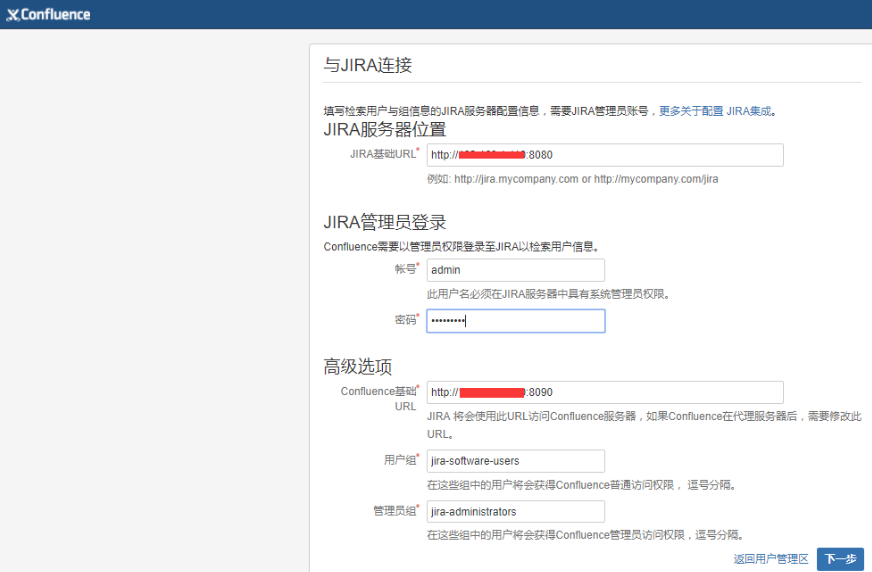 Confluence
与JIRA连接
填写检索用户与组信息的JIRA服务器配置信息，需要JIRA管理员账号，更多关于配置 JIRA集成。
JIRA服务器位置
JIRA基础URL* http:// :8080
例如: http://jira.mycompany.com or http://mycompany.com/jira
JIRA管理员登录
Confluence需要以管理员权限登录至JIRA以检索用户信息。
帐号* admin
此用户名必须在JIRA服务器中具有系统管理员权限。
密码* •••••••••
高级选项
Confluence基础* http:// :8090
URL
JIRA 将会使用此URL访问Confluence服务器，如果Confluence在代理服务器后，需要修改此
URL。
用户组* jira-software-users
在这些组中的用户将会获得Confluence普通访问权限， 逗号分隔。
管理员组* jira-administrators
在这些组中的用户将会获得Confluence管理员访问权限，逗号分隔。
返回用户管理区 下一步